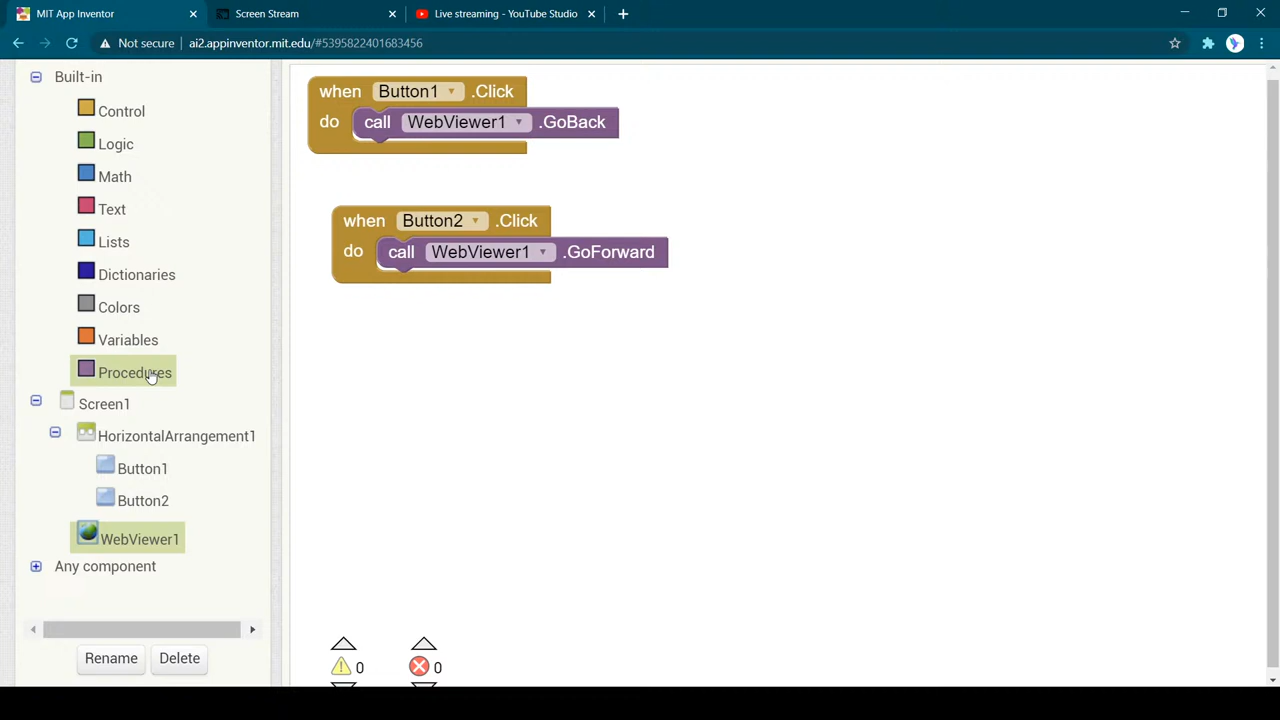 MIT App Inventor
Screen Stream
Live streaming - YouTube Studio
Not secure
ai2.appinventor.mit.edu/#5395822401683456
Built-in
Control
Logic
Math
Text
Lists
Dictionaries
Colors
Variables
Procedures
Screen1
HorizontalArrangement1
Button1
Button2
WebViewer1
Any component
Rename
Delete
when Button1 .Click
do call WebViewer1 .GoBack
when Button2 .Click
do call WebViewer1 .GoForward
0 0